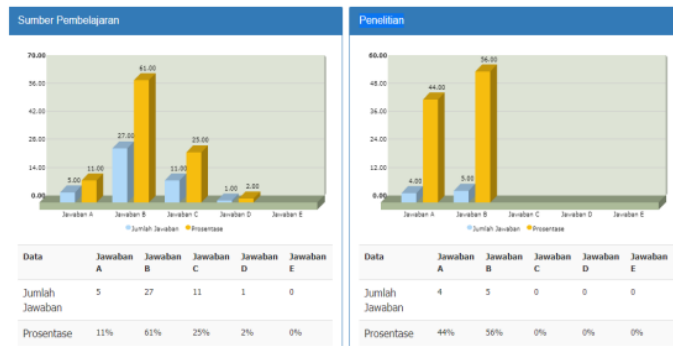 Sumber Pembelajaran
70.00
56.00
42.00
28.00
14.00
0.00
5.00
11.00
27.00
61.00
11.00
25.00
1.00
2.00
Jawaban A
Jawaban B
Jawaban C
Jawaban D
Jawaban E
Jumlah Jawaban Prosentase
Data Jawaban A Jawaban B Jawaban C Jawaban D Jawaban E
Jumlah Jawaban 5 27 11 1 0
Prosentase 11% 61% 25% 2% 0%
Penelitian
60.00
48.00
36.00
24.00
12.00
0.00
4.00
44.00
5.00
56.00
Jawaban A
Jawaban B
Jawaban C
Jawaban D
Jawaban E
Jumlah Jawaban Prosentase
Data Jawaban A Jawaban B Jawaban C Jawaban D Jawaban E
Jumlah Jawaban 4 5 0 0 0
Prosentase 44% 56% 0% 0% 0%